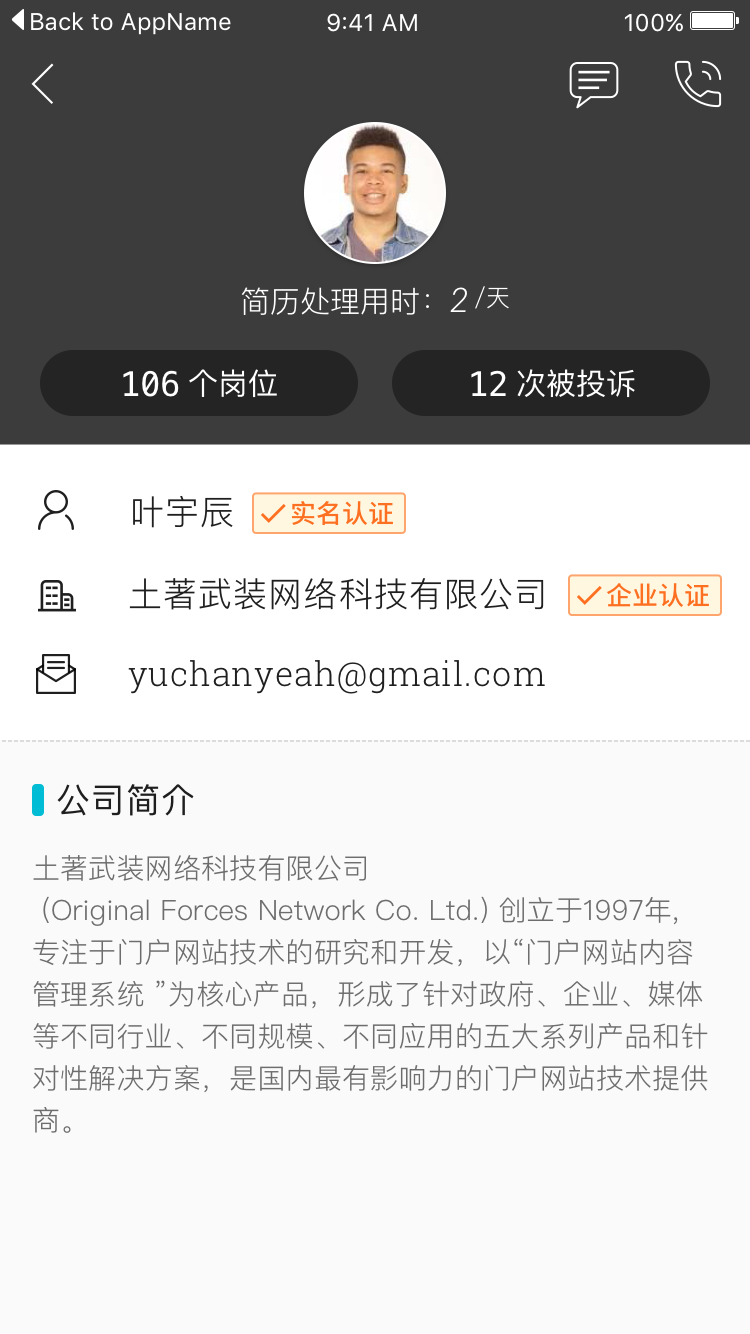 Back to AppName 9:41 AM 100%
简历处理用时：2/天
106 个岗位 12 次被投诉
叶宇辰 实名认证
土著武装网络科技有限公司 企业认证
yuchanyeah@gmail.com
公司简介
土著武装网络科技有限公司
（Original Forces Network Co. Ltd.) 创立于1997年,
专注于门户网站技术的研究和开发，以“门户网站内容
管理系统 ”为核心产品，形成了针对政府、企业、媒体
等不同行业、不同规模、不同应用的五大系列产品和针
对性解决方案，是国内最有影响力的门户网站技术提供
商。